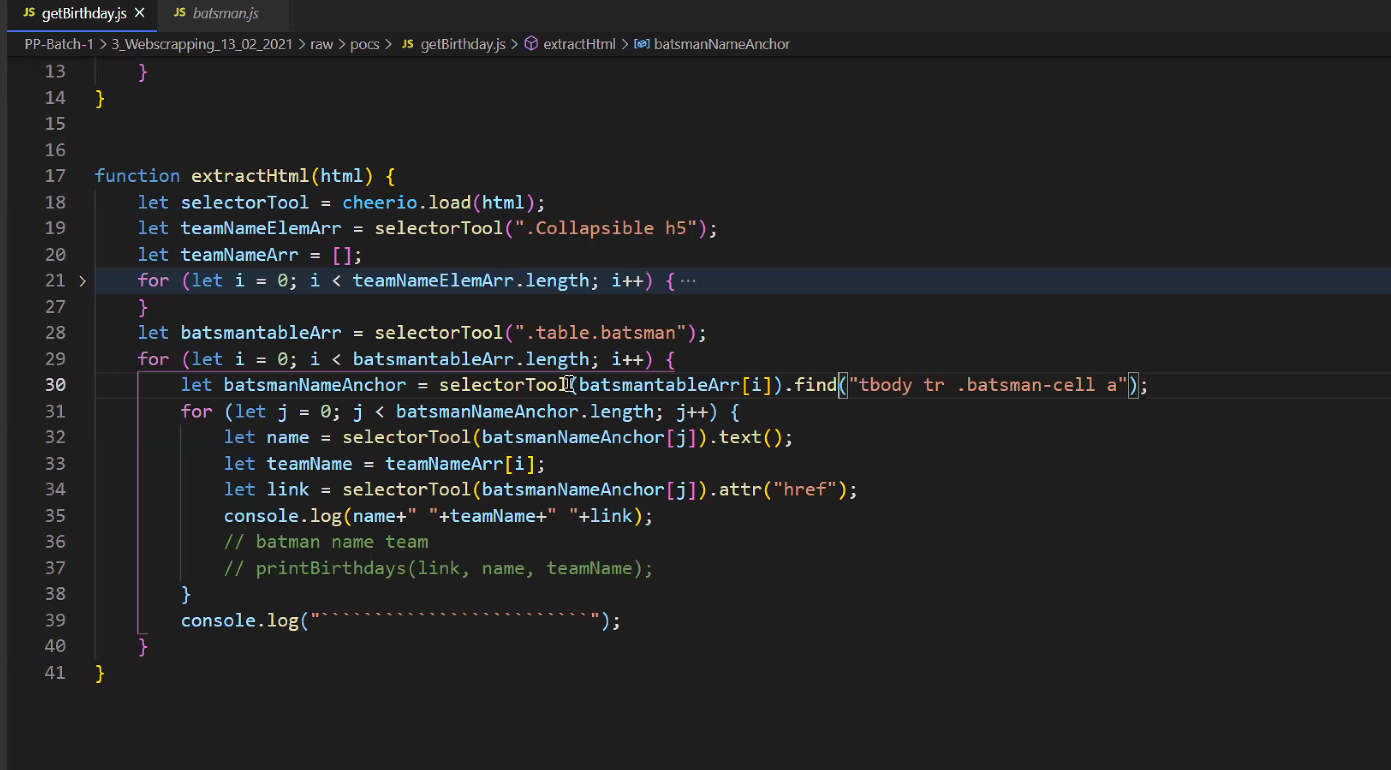 JS getBirthday.js × JS batsman.js
PP-Batch-1 > 3_Webscrapping_13_02_2021 > raw > pocs > JS getBirthday.js > extractHtml > batsmanNameAnchor
13 }
14 }
15
16
17 function extractHtml(html) {
18 let selectorTool = cheerio.load(html);
19 let teamNameElemArr = selectorTool(".Collapsible h5");
20 let teamNameArr = [];
21 > for (let i = 0; i < teamNameElemArr.length; i++) {···
27 }
28 let batsmantableArr = selectorTool(".table.batsman");
29 for (let i = 0; i < batsmantableArr.length; i++) {
30 let batsmanNameAnchor = selectorTool(batsmantableArr[i]).find("tbody tr .batsman-cell a");
31 for (let j = 0; j < batsmanNameAnchor.length; j++) {
32 let name = selectorTool(batsmanNameAnchor[j]).text();
33 let teamName = teamNameArr[i];
34 let link = selectorTool(batsmanNameAnchor[j]).attr("href");
35 console.log(name+" "+teamName+" "+link);
36 // batman name team
37 // printBirthdays(link, name, teamName);
38 }
39 console.log("`````````````````````````");
40 }
41 }